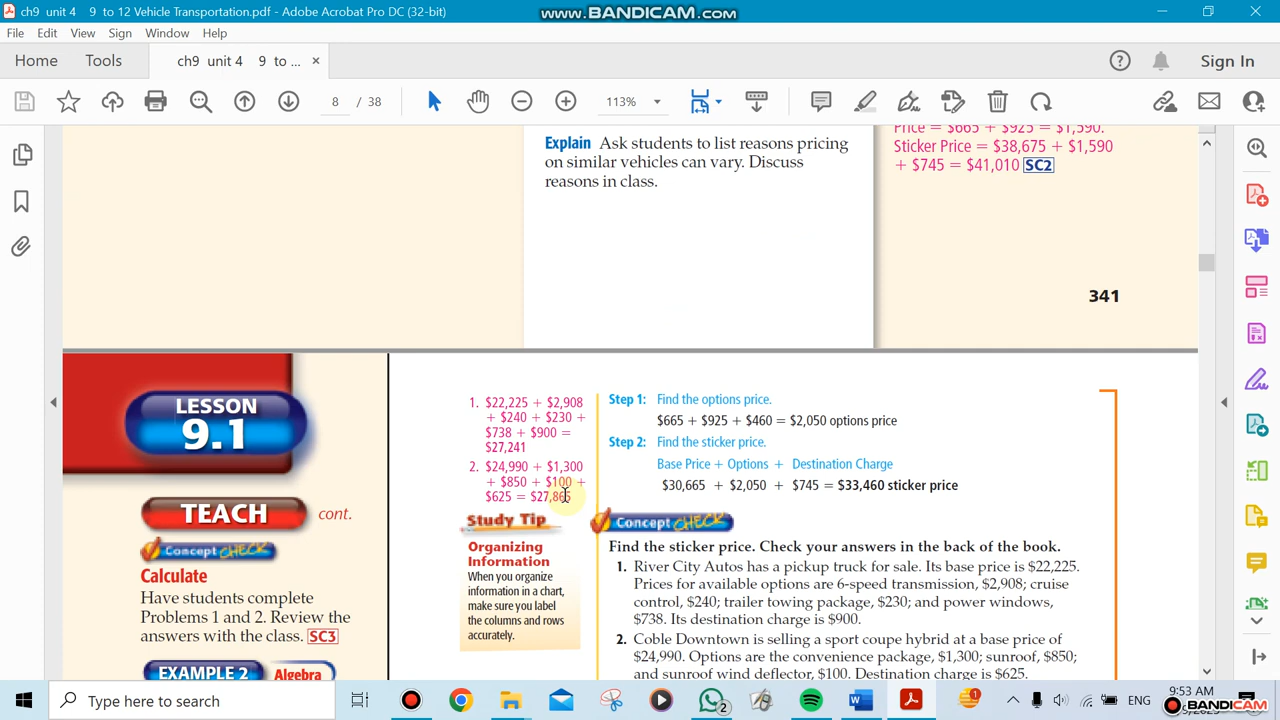 ch9 unit 4 9 to 12 Vehicle Transportation.pdf - Adobe Acrobat Pro DC (32-bit)
www.BANDICAM.com
File Edit View Sign Window Help
Home Tools ch9 unit 4 9 to ... × Sign In
8 / 38 113%
Explain Ask students to list reasons pricing
on similar vehicles can vary. Discuss
reasons in class.
Price = $665 + $925 = $1,590.
Sticker Price = $38,675 + $1,590
+ $745 = $41,010 SC2
341
LESSON
9.1
TEACH cont.
Concept CHECK
Calculate
Have students complete
Problems 1 and 2. Review the
answers with the class. SC3
EXAMPLE 2 Algebra
1. $22,225 + $2,908
+ $240 + $230 +
$738 + $900 =
$27,241
2. $24,990 + $1,300
+ $850 + $100 +
$625 =
Study Tip
Organizing
Information
When you organize
information in a chart,
make sure you label
the columns and rows
accurately.
Step 1: Find the options price.
$665 + $925 + $460 = $2,050 options price
Step 2: Find the sticker price.
Base Price + Options + Destination Charge
$30,665 + $2,050 + $745 = $33,460 sticker price
Concept CHECK
Find the sticker price. Check your answers in the back of the book.
1. River City Autos has a pickup truck for sale. Its base price is $22,225.
Prices for available options are 6-speed transmission, $2,908; cruise
control, $240; trailer towing package, $230; and power windows,
$738. Its destination charge is $900.
2. Coble Downtown is selling a sport coupe hybrid at a base price of
$24,990. Options are the convenience package, $1,300; sunroof, $850;
and sunroof wind deflector, $100. Destination charge is $625.
Type here to search
2
1
ENG
9:53 AM
BANDICAM